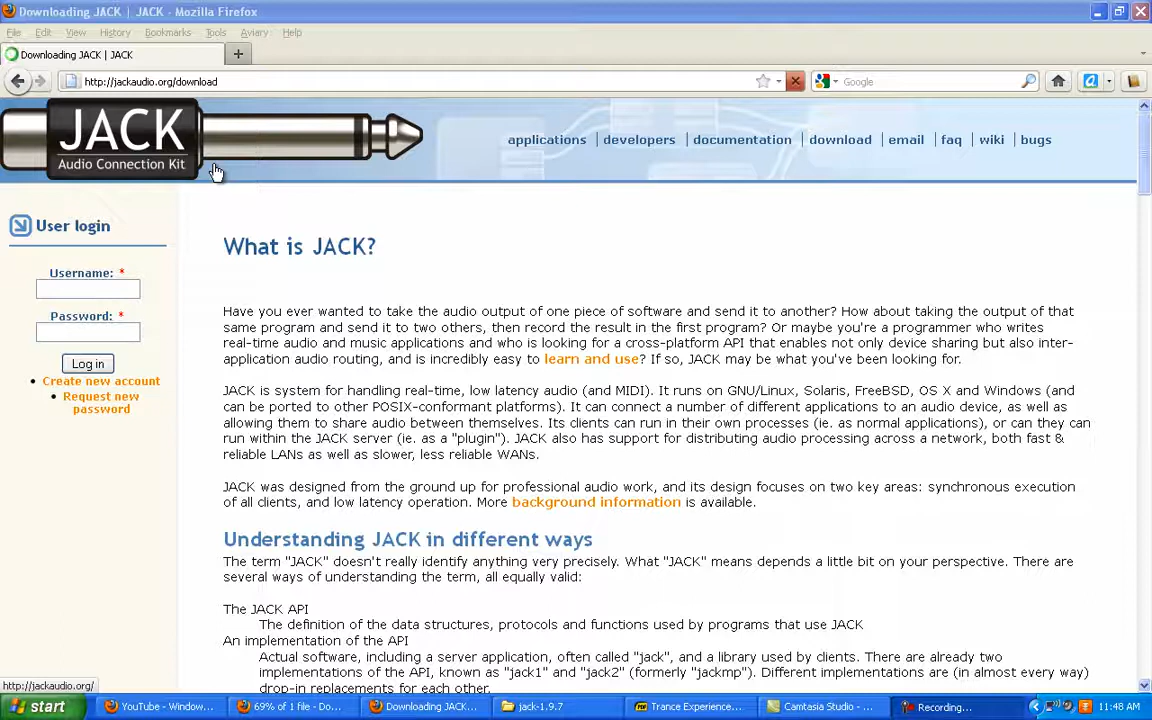 Downloading JACK | JACK - Mozilla Firefox
File Edit View History Bookmarks Tools Aviary Help
Downloading JACK | JACK
http://jackaudio.org/download
Google
JACK
Audio Connection Kit
applications | developers | documentation | download | email | faq | wiki | bugs
User login
Username: *
Password: *
Log in
Create new account
Request new
password
What is JACK?
Have you ever wanted to take the audio output of one piece of software and send it to another? How about taking the output of that
same program and send it to two others, then record the result in the first program? Or maybe you're a programmer who writes
real-time audio and music applications and who is looking for a cross-platform API that enables not only device sharing but also inter-
application audio routing, and is incredibly easy to learn and use? If so, JACK may be what you've been looking for.
JACK is system for handling real-time, low latency audio (and MIDI). It runs on GNU/Linux, Solaris, FreeBSD, OS X and Windows (and
can be ported to other POSIX-conformant platforms). It can connect a number of different applications to an audio device, as well as
allowing them to share audio between themselves. Its clients can run in their own processes (ie. as normal applications), or can they can
run within the JACK server (ie. as a "plugin"). JACK also has support for distributing audio processing across a network, both fast &
reliable LANs as well as slower, less reliable WANs.
JACK was designed from the ground up for professional audio work, and its design focuses on two key areas: synchronous execution
of all clients, and low latency operation. More background information is available.
Understanding JACK in different ways
The term "JACK" doesn't really identify anything very precisely. What "JACK" means depends a little bit on your perspective. There are
several ways of understanding the term, all equally valid:
The JACK API
The definition of the data structures, protocols and functions used by programs that use JACK
An implementation of the API
Actual software, including a server application, often called "jack", and a library used by clients. There are already two
implementations of the API, known as "jack1" and "jack2" (formerly "jackmp"). Different implementations are (in almost every way)
drop-in replacements for each other.
http://jackaudio.org/
start
YouTube - Window...
69% of 1 file - Do...
Downloading JACK...
jack-1.9.7
Trance Experience...
Camtasia Studio - ...
Recording...
11:48 AM